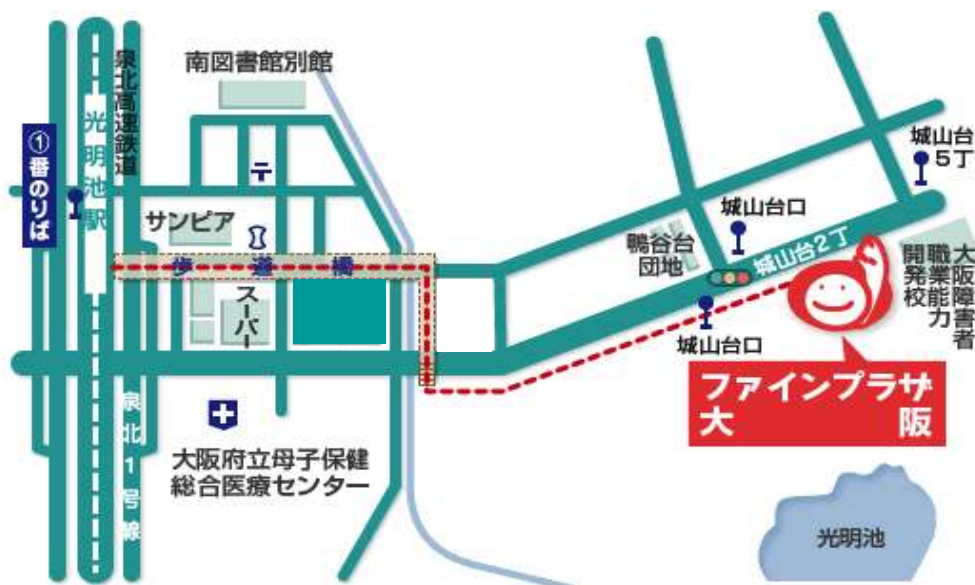 南図書館別館
泉北高速鉄道
光明池駅
①番のりば
〒
サンピア
歩道橋
スーパー
泉北1号線
大阪府立母子保健
総合医療センター
城山台
5丁
城山台口
鴨谷台
団地
城山台2丁
城山台口
大阪障害者
職業能力
開発校
ファインプラザ
大阪
光明池